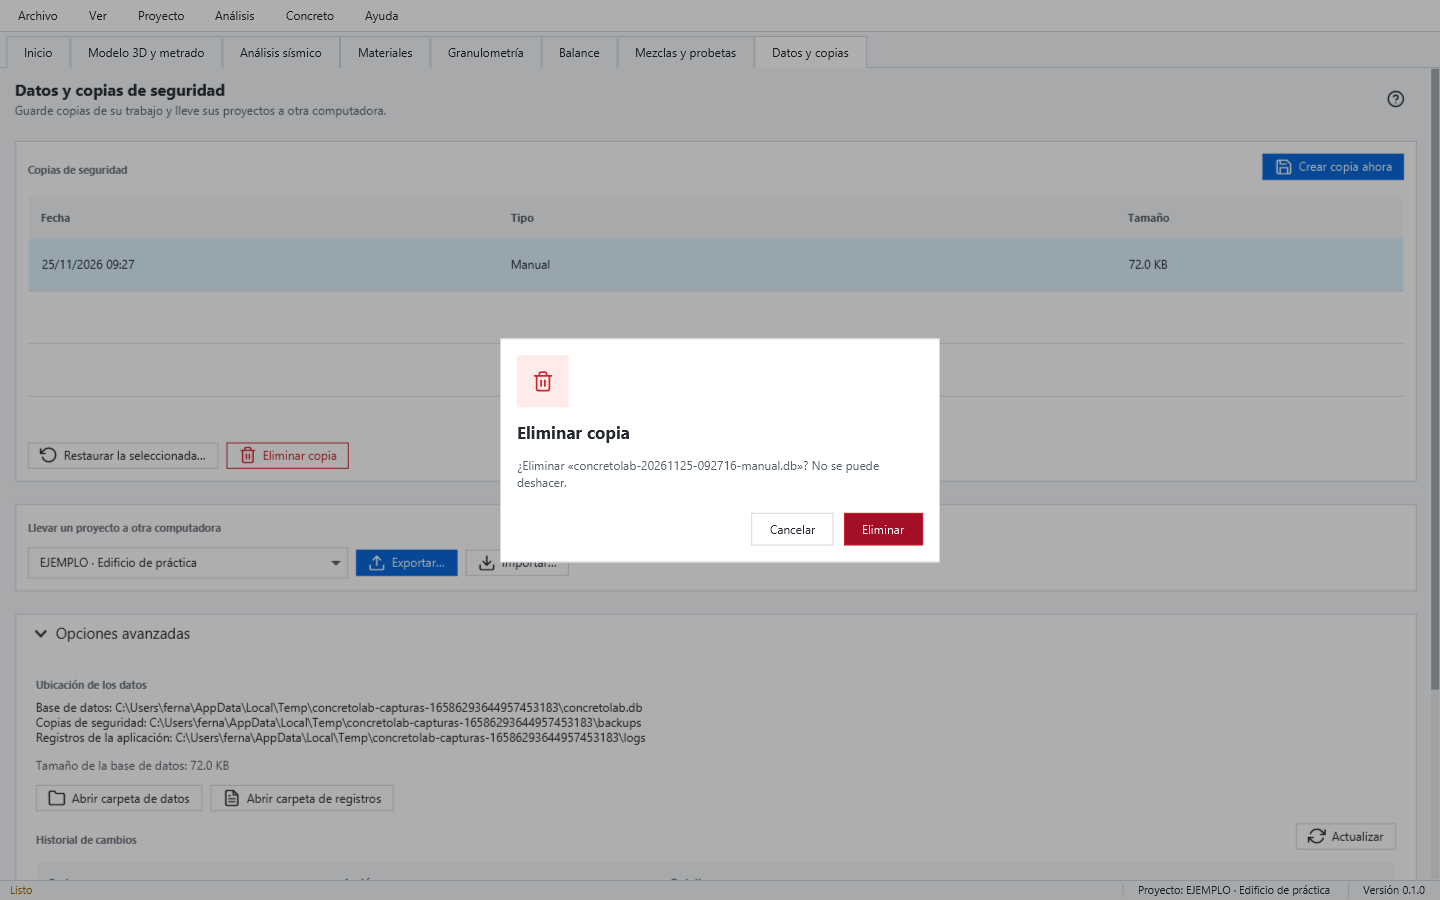 Archivo Ver Proyecto Análisis Concreto Ayuda
Inicio Modelo 3D y metrado Análisis sísmico Materiales Granulometría Balance Mezclas y probetas Datos y copias
Datos y copias de seguridad
Guarde copias de su trabajo y lleve sus proyectos a otra computadora.
Copias de seguridad
Crear copia ahora
Fecha Tipo Tamaño
25/11/2026 09:27 Manual 72.0 KB
Eliminar copia
¿Eliminar «concretolab-20261125-092716-manual.db»? No se puede
deshacer.
Cancelar Eliminar
Restaurar la seleccionada... Eliminar copia
Llevar un proyecto a otra computadora
EJEMPLO · Edificio de práctica Exportar... Importar...
Opciones avanzadas
Ubicación de los datos
Base de datos: C:\Users\ferna\AppData\Local\Temp\concretolab-capturas-16586293644957453183\concretolab.db
Copias de seguridad: C:\Users\ferna\AppData\Local\Temp\concretolab-capturas-16586293644957453183\backups
Registros de la aplicación: C:\Users\ferna\AppData\Local\Temp\concretolab-capturas-16586293644957453183\logs
Tamaño de la base de datos: 72.0 KB
Abrir carpeta de datos Abrir carpeta de registros
Historial de cambios
Actualizar
Listo Proyecto: EJEMPLO · Edificio de práctica Versión 0.1.0